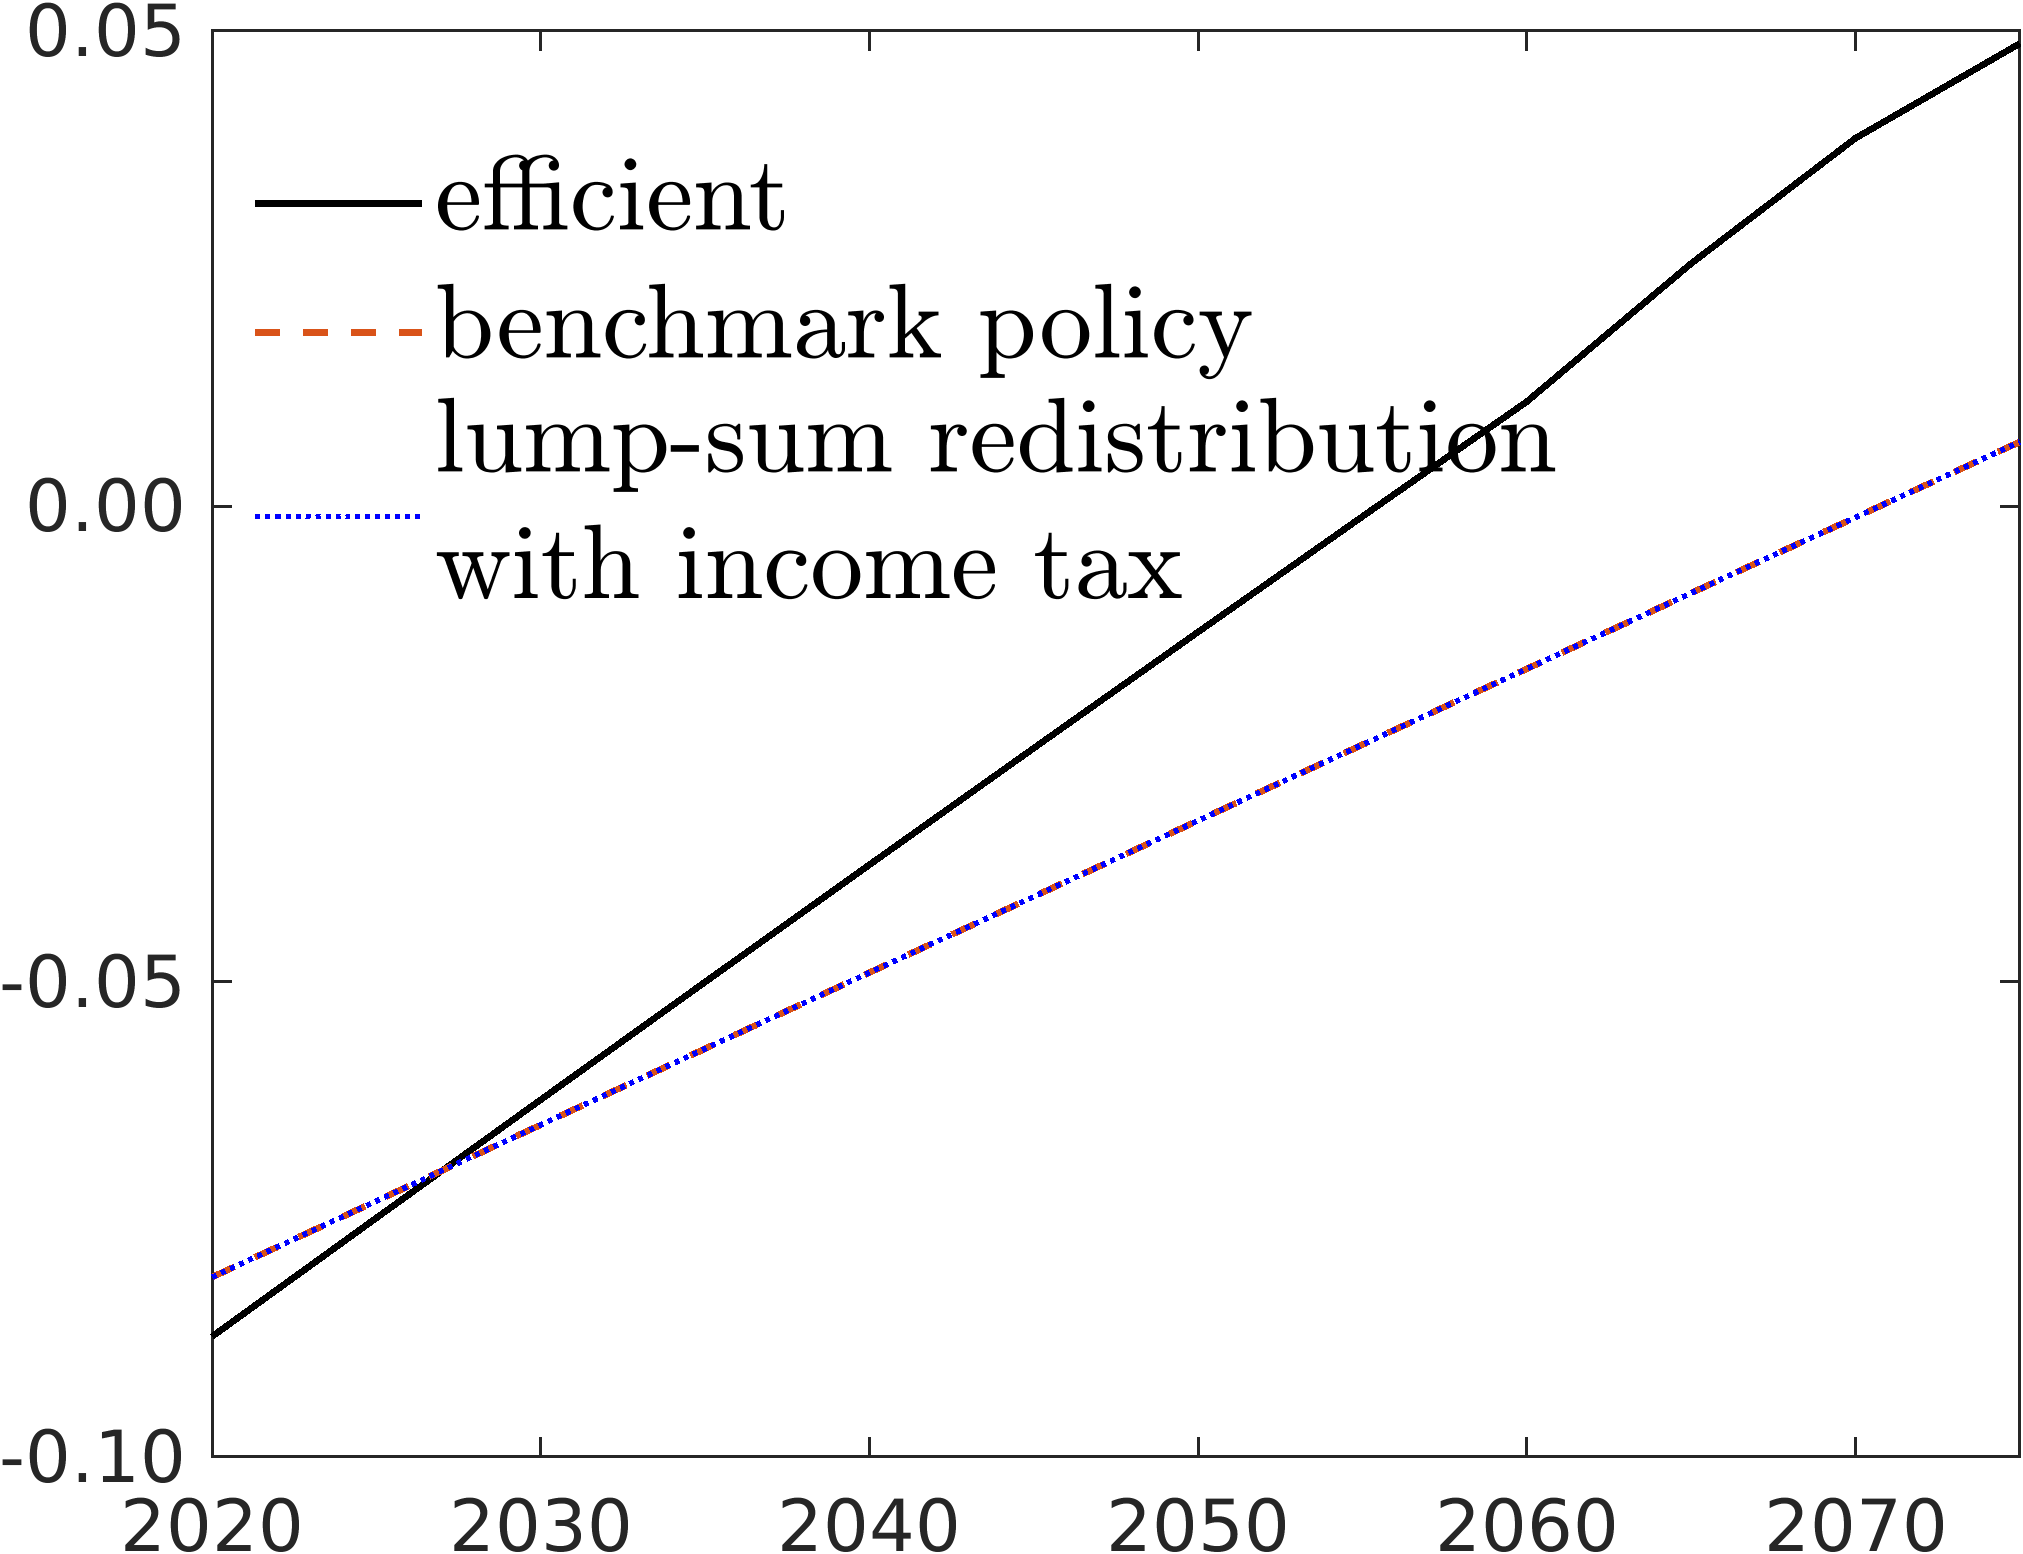 0.05
efficient
benchmark policy
lump-sum redistribution
0.00
with income tax
-0.05
-0.10
2020 2030 2040 2050 2060 2070